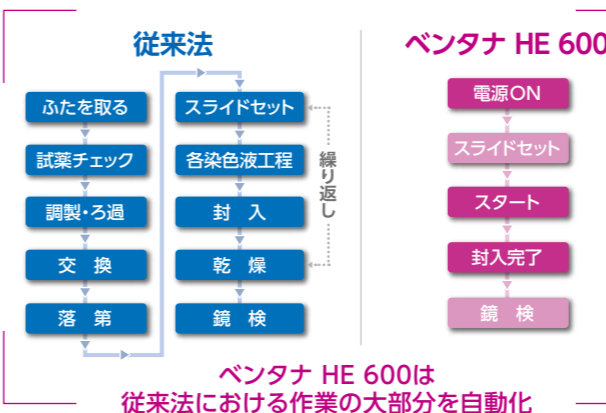 従来法
ふたを取る
試薬チェック
調製・ろ過
交 換
落 第
スライドセット
各染色液工程
封 入
乾 燥
鏡 検
繰り返し
ベンタナ HE 600
電源ON
スライドセット
スタート
封入完了
鏡 検
ベンタナ HE 600は
従来法における作業の大部分を自動化